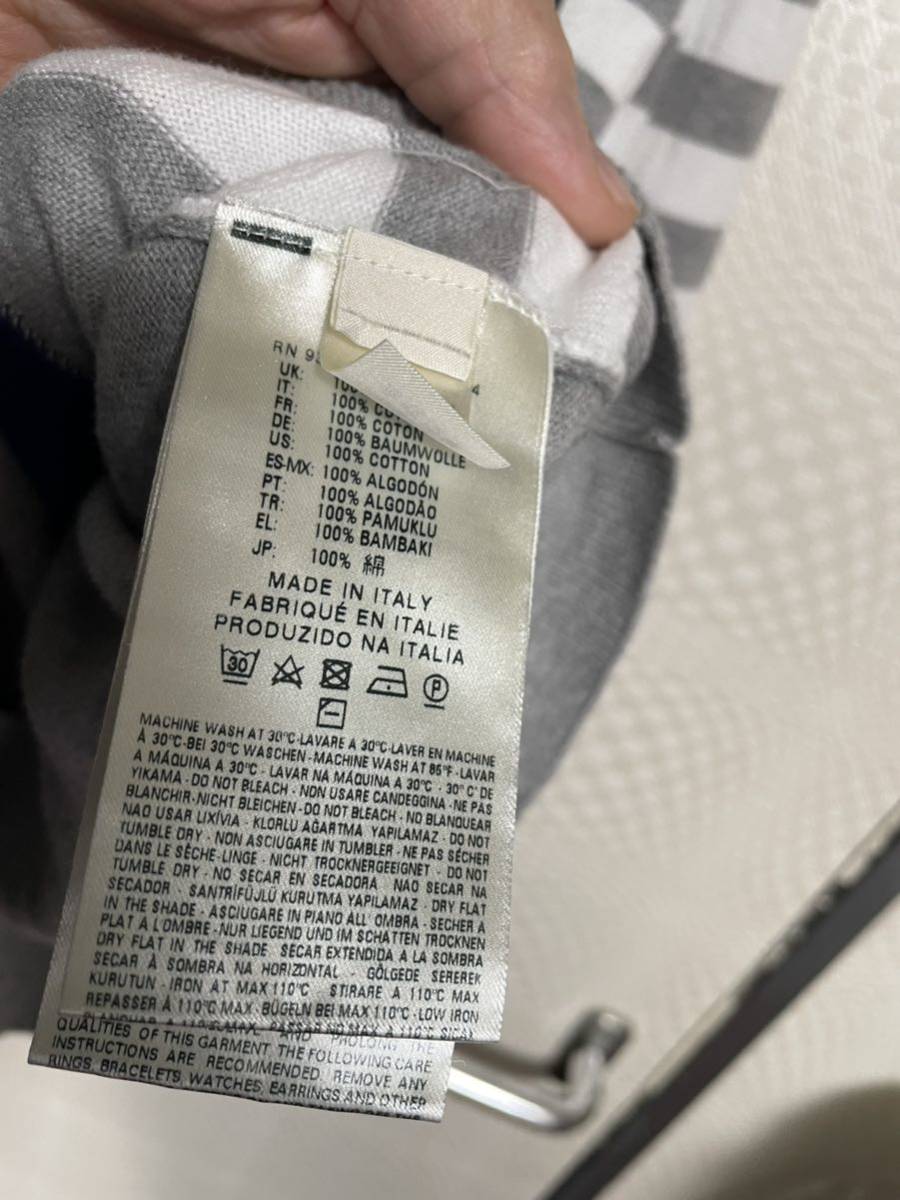 RN 9
UK:
IT: 100
FR: 100% CO
DE: 100% COTON
US: 100% BAUMWOLLE
100% COTTON
ES-MX: 100% ALGODÓN
PT: 100% ALGODÃO
TR: 100% PAMUKLU
EL: 100% BAMBAKI
JP: 100% 綿
MADE IN ITALY
FABRIQUÉ EN ITALIE
PRODUZIDO NA ITALIA
30 P
MACHINE WASH AT 30°C-LAVARE A 30°C-LAVER EN MACHINE
À 30°C-BEI 30°C WASCHEN-MACHINE WASH AT 85°F-LAVAR
A MÁQUINA A 30°C - LAVAR NA MÁQUINA A 30°C - 30°C' DE
YIKAMA - DO NOT BLEACH - NON USARE CANDEGGINA - NE PAS
BLANCHIR-NICHT BLEICHEN-DO NOT BLEACH - NO BLANQUEAR
NAO USAR LIXÍVIA - KLORLU AĞARTMA YAPILAMAZ - DO NOT
TUMBLE DRY - NON ASCIUGARE IN TUMBLER - NE PAS SÉCHER
DANS LE SÈCHE-LINGE - NICHT TROCKNERGEEIGNET - DO NOT
TUMBLE DRY - NO SECAR EN SECADORA NAO SECAR NA
SECADOR - SANTRİFÜJLÜ KURUTMA YAPILAMAZ - DRY FLAT
IN THE SHADE - ASCIUGARE IN PIANO ALL' OMBRA - SECHER A
PLAT À L'OMBRE-NUR LIEGEND UND IM SCHATTEN TROCKNEN
DRY FLAT IN THE SHADE SECAR EXTENDIDA A LA SOMBRA
SECAR À SOMBRA NA HORIZONTAL - GÖLGEDE SEREREK
KURUTUN - IRON AT MAX 110°C STIRARE A 110°C MAX
REPASSER À 110°C MAX - BÜGELN BEI MAX 110°C - LOW IRON
AND PROLONG THE
QUALITIES OF THIS GARMENT THE FOLLOWING CARE
INSTRUCTIONS ARE RECOMMENDED. REMOVE ANY
RINGS, BRACELETS, WATCHES, EARRINGS AND OTHER